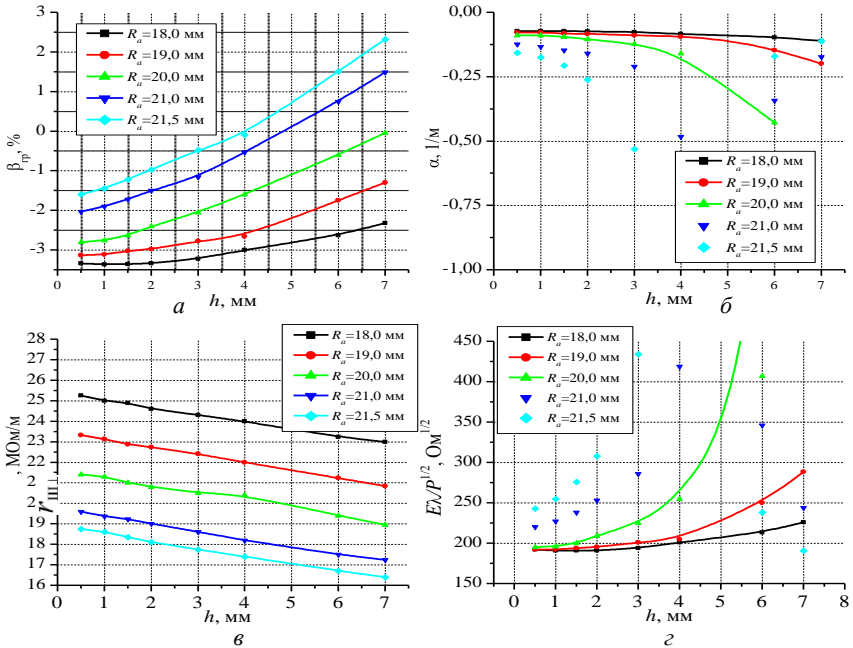 3
2
1
0
-1
-2
-3
β_гр, %
R_a=18,0 мм
R_a=19,0 мм
R_a=20,0 мм
R_a=21,0 мм
R_a=21,5 мм
0 1 2 3 4 5 6 7
h, мм
а
0,00
-0,25
-0,50
-0,75
-1,00
α, 1/м
R_a=18,0 мм
R_a=19,0 мм
R_a=20,0 мм
R_a=21,0 мм
R_a=21,5 мм
0 1 2 3 4 5 6 7
h, мм
б
28
26
25
23
22
2
2
19
18
17
16
, МОм/м
R_a=18,0 мм
R_a=19,0 мм
R_a=20,0 мм
R_a=21,0 мм
R_a=21,5 мм
0 1 2 3 4 5 6 7
h, мм
в
450
400
350
300
250
200
150
Eλ/P^1/2, Ом^1/2
R_a=18,0 мм
R_a=19,0 мм
R_a=20,0 мм
R_a=21,0 мм
R_a=21,5 мм
0 1 2 3 4 5 6 7
h, мм
г